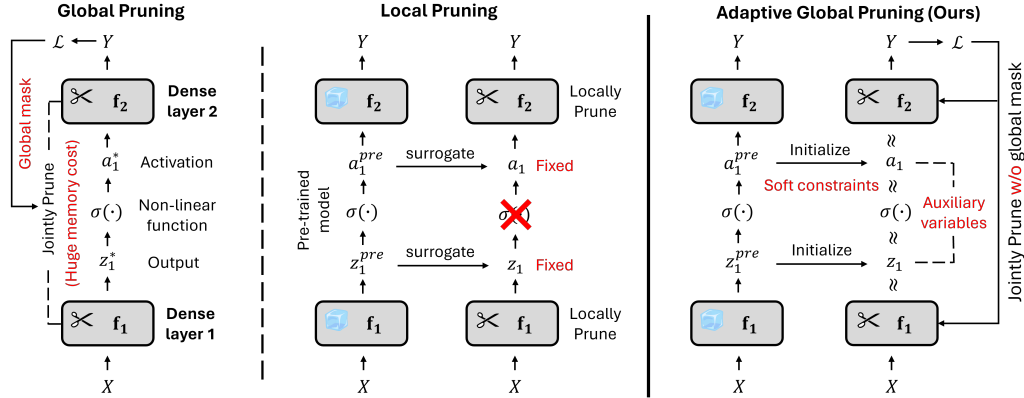 Global Pruning
ℒ
Y
Global mask
f₂
Dense
layer 2
Jointly Prune
(Huge memory cost)
a₁*
Activation
σ(·)
Non-linear
function
z₁*
Output
f₁
Dense
layer 1
X
Local Pruning
Y
Y
f₂
f₂
Locally
Prune
a₁ᵖʳᵉ
surrogate
a₁
Fixed
Pre-trained
model
σ(·)
σ(·)
z₁ᵖʳᵉ
surrogate
z₁
Fixed
f₁
f₁
Locally
Prune
X
X
Adaptive Global Pruning (Ours)
Y
Y
ℒ
f₂
f₂
≈
a₁ᵖʳᵉ
Initialize
a₁
Soft constraints
≈
σ(·)
σ(·)
Auxiliary
variables
≈
z₁ᵖʳᵉ
Initialize
z₁
≈
f₁
f₁
X
X
Jointly Prune w/o global mask